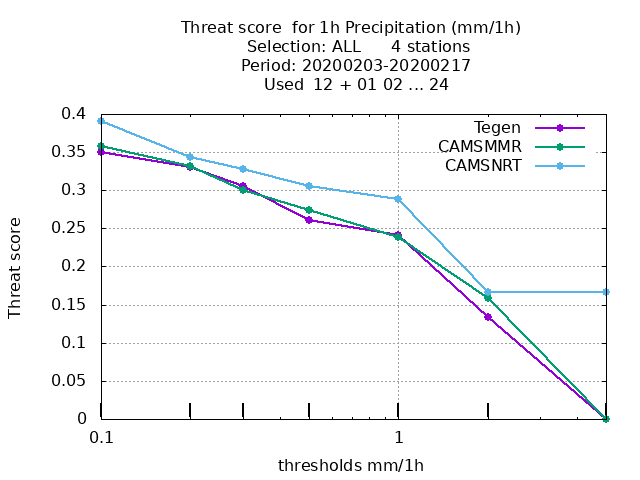 Threat score  for 1h Precipitation (mm/1h)
Selection: ALL      4 stations
Period: 20200203-20200217
Used  12 + 01 02 ... 24
Tegen
CAMSMMR
CAMSNRT
0.4
0.35
0.3
0.25
0.2
0.15
0.1
0.05
0
Threat score
0.1
1
thresholds mm/1h